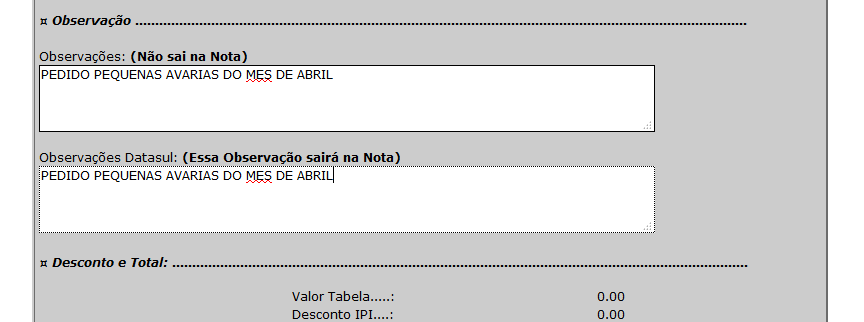 ¤ Observação ........................................................................................................................................................
Observações: (Não sai na Nota)
PEDIDO PEQUENAS AVARIAS DO MES DE ABRIL
Observações Datasul: (Essa Observação sairá na Nota)
PEDIDO PEQUENAS AVARIAS DO MES DE ABRIL
¤ Desconto e Total: ...............................................................................................................................................
Valor Tabela.....: 0.00
Desconto IPI....: 0.00